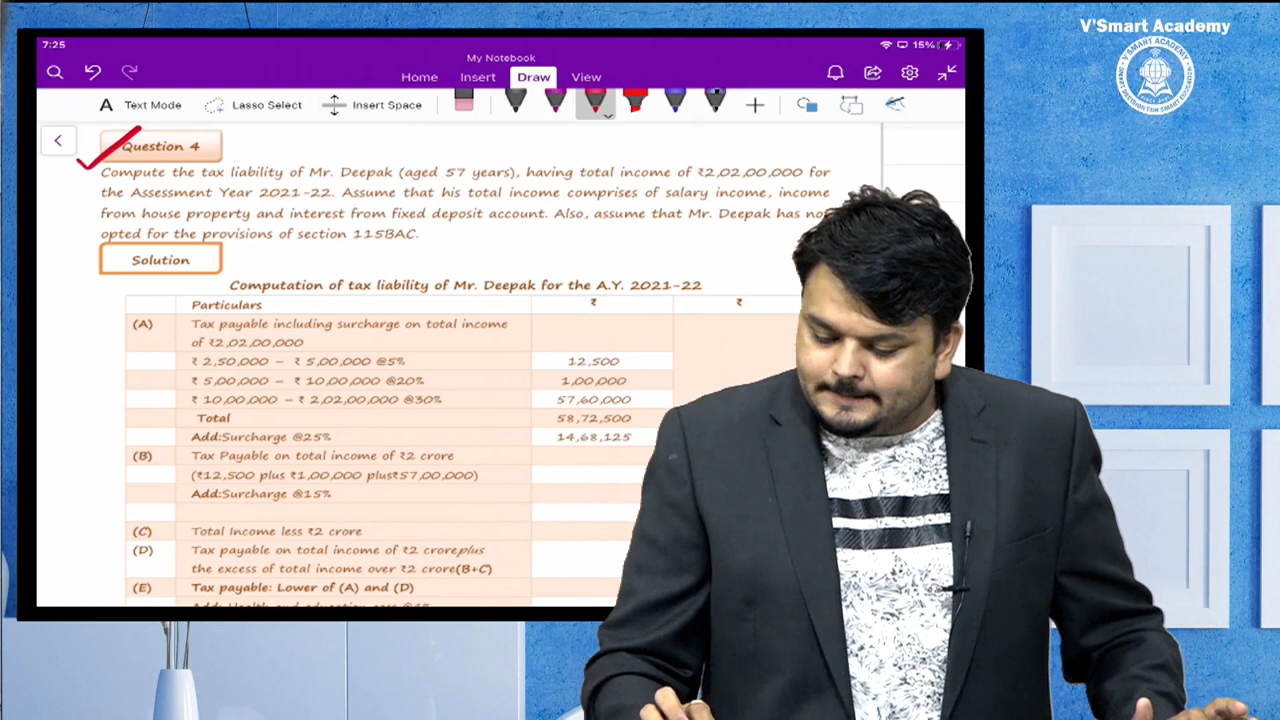 V'Smart Academy
V'SMART ACADEMY
7:25
15%
My Notebook
Home Insert Draw View
A Text Mode Lasso Select Insert Space
Question 4
Compute the tax liability of Mr. Deepak (aged 57 years), having total income of ₹2,02,00,000 for
the Assessment Year 2021-22. Assume that his total income comprises of salary income, income
from house property and interest from fixed deposit account. Also, assume that Mr. Deepak has not
opted for the provisions of section 115BAC.
Solution
Computation of tax liability of Mr. Deepak for the A.Y. 2021-22
Particulars ₹ ₹
(A) Tax payable including surcharge on total income
of ₹2,02,00,000
₹ 2,50,000 – ₹ 5,00,000 @5% 12,500
₹ 5,00,000 – ₹ 10,00,000 @20% 1,00,000
₹ 10,00,000 – ₹ 2,02,00,000 @30% 57,60,000
Total 58,72,500
Add:Surcharge @25% 14,68,125
(B) Tax Payable on total income of ₹2 crore
(₹12,500 plus ₹1,00,000 plus₹57,00,000)
Add:Surcharge @15%
(C) Total Income less ₹2 crore
(D) Tax payable on total income of ₹2 croreplus
the excess of total income over ₹2 crore(B+C)
(E) Tax payable: Lower of (A) and (D)